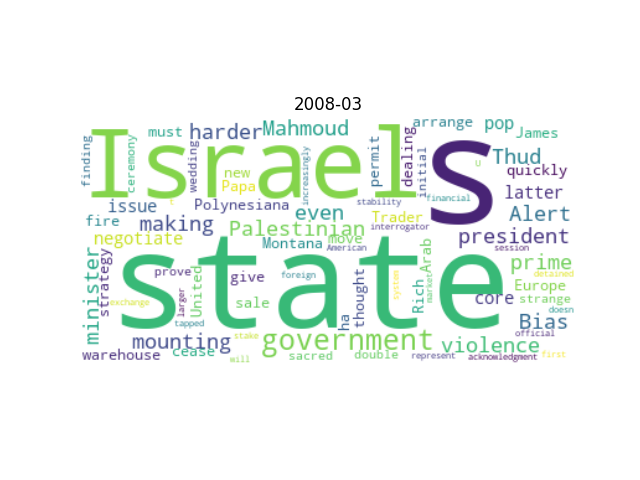 2008-03
finding
ceremony
must
wedding
harder
Mahmoud
increasingly
permit
dealing
initial
arrange
pop
James
Israel
s
new
Papa
Thud
u
quickly
financial
latter
issue
Polynesiana
even
stability
Trader
Alert
fire
making
Palestinian
t
interrogator
negotiate
Montana
move
American
Arab
president
session
minister
strategy
state
prove
United
give
foreign
thought
system
Rich
market
core
prime
Europe
strange
detained
exchange
larger
sale
ha
Bias
doesn
tapped
mounting
government
stake
official
violence
warehouse
cease
will
sacred
double
represent
acknowledgment
first